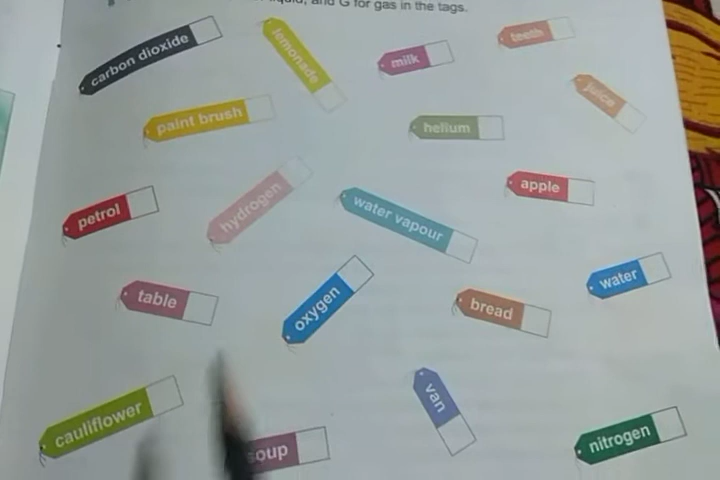 liquid, and G for gas in the tags.
carbon dioxide
lemonade
milk
teeth
juice
paint brush
helium
apple
petrol
hydrogen
water vapour
water
table
oxygen
bread
cauliflower
van
soup
nitrogen